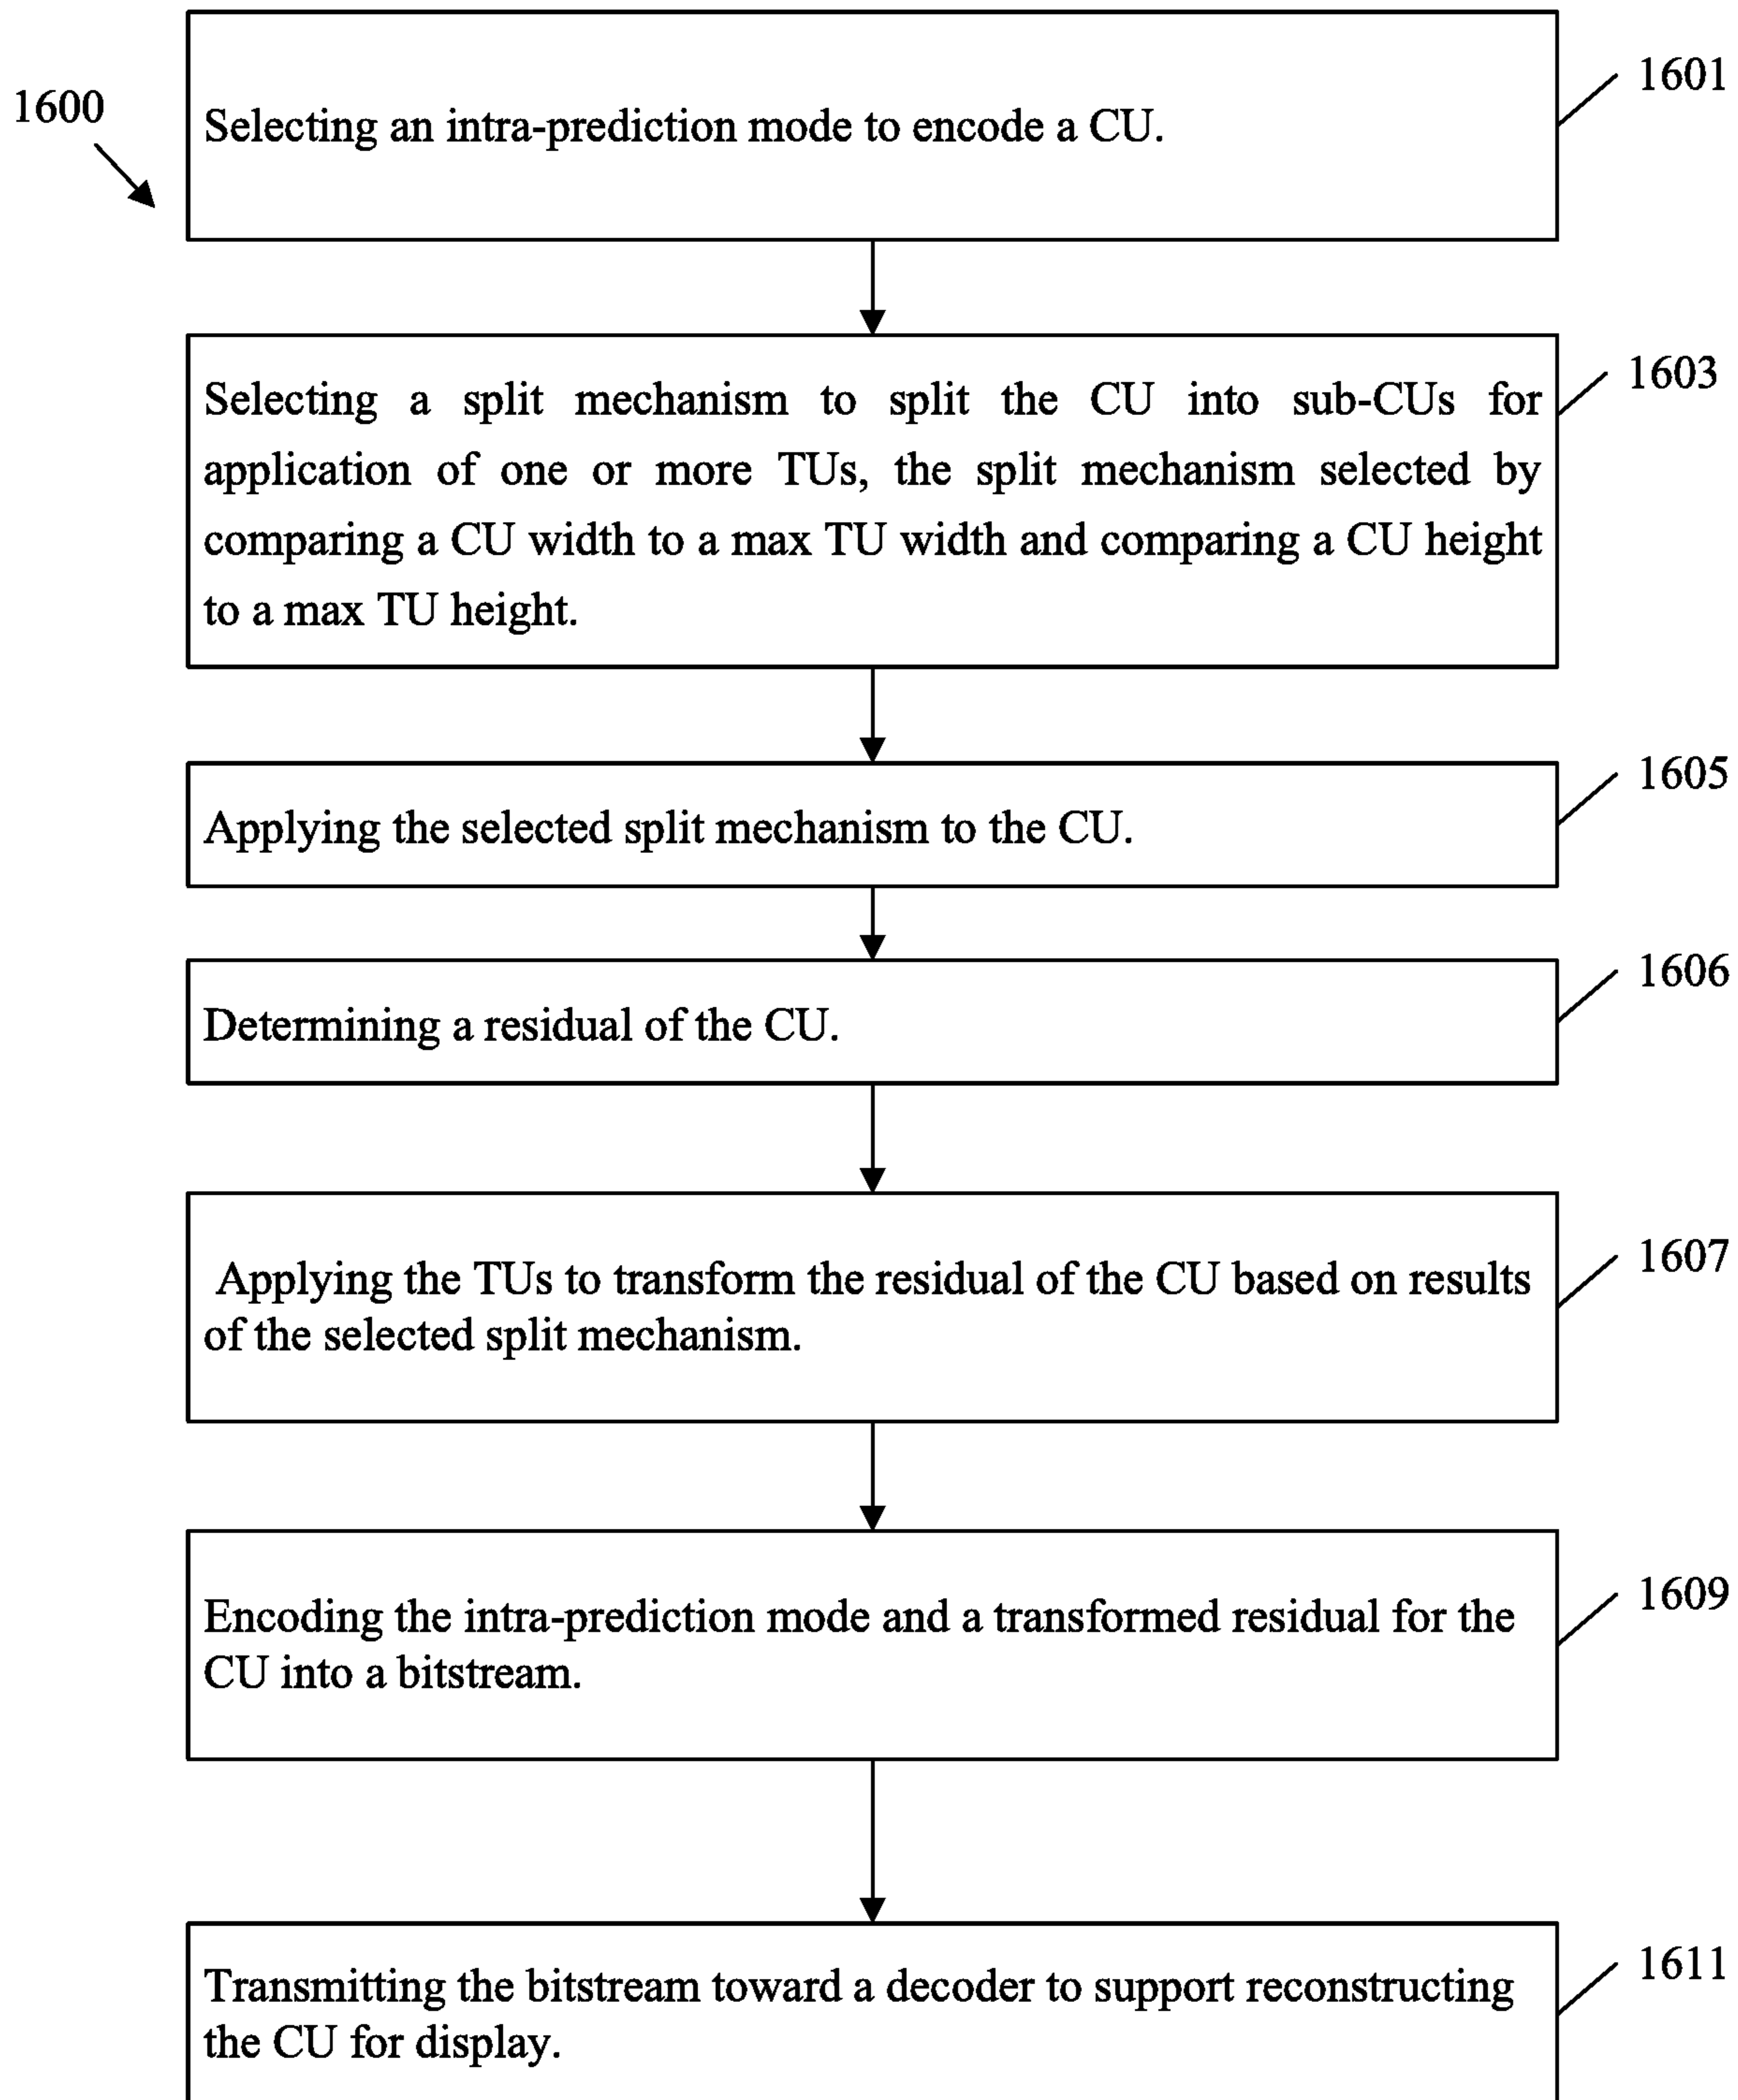 1600
1601
Selecting an intra-prediction mode to encode a CU.
1603
Selecting a split mechanism to split the CU into sub-CUs for
application of one or more TUs, the split mechanism selected by
comparing a CU width to a max TU width and comparing a CU height
to a max TU height.
1605
Applying the selected split mechanism to the CU.
1606
Determining a residual of the CU.
1607
Applying the TUs to transform the residual of the CU based on results
of the selected split mechanism.
1609
Encoding the intra-prediction mode and a transformed residual for the
CU into a bitstream.
1611
Transmitting the bitstream toward a decoder to support reconstructing
the CU for display.